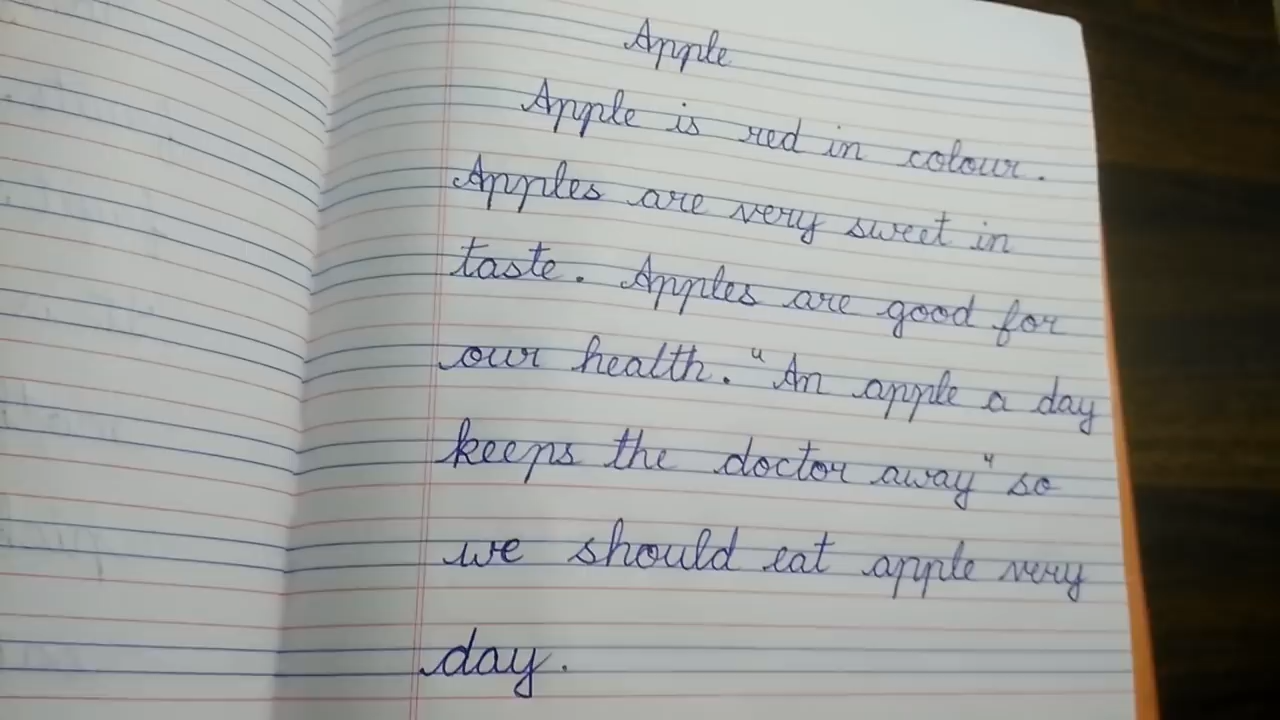 Apple
Apple is red in colour.
Apples are very sweet in
taste. Apples are good for
our health. "An apple a day
keeps the doctor away" so
we should eat apple very
day.